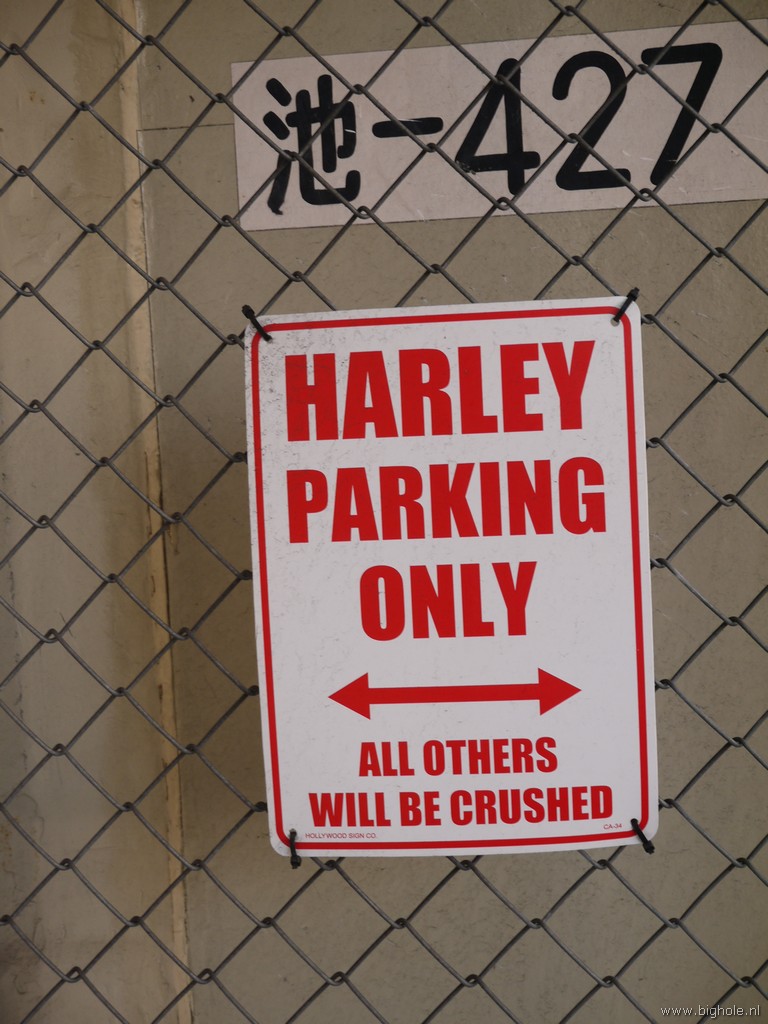 池-427
HARLEY
PARKING
ONLY
ALL OTHERS
WILL BE CRUSHED
HOLLYWOOD SIGN CO.
CA-34
www.bighole.nl